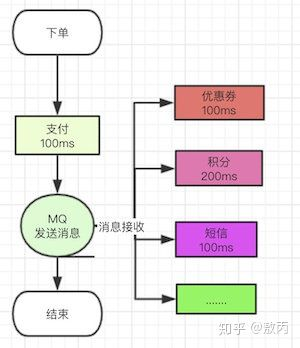 下单
支付
100ms
MQ
发送消息
结束
消息接收
优惠券
100ms
积分
200ms
短信
100ms
.......
知乎 @敖丙